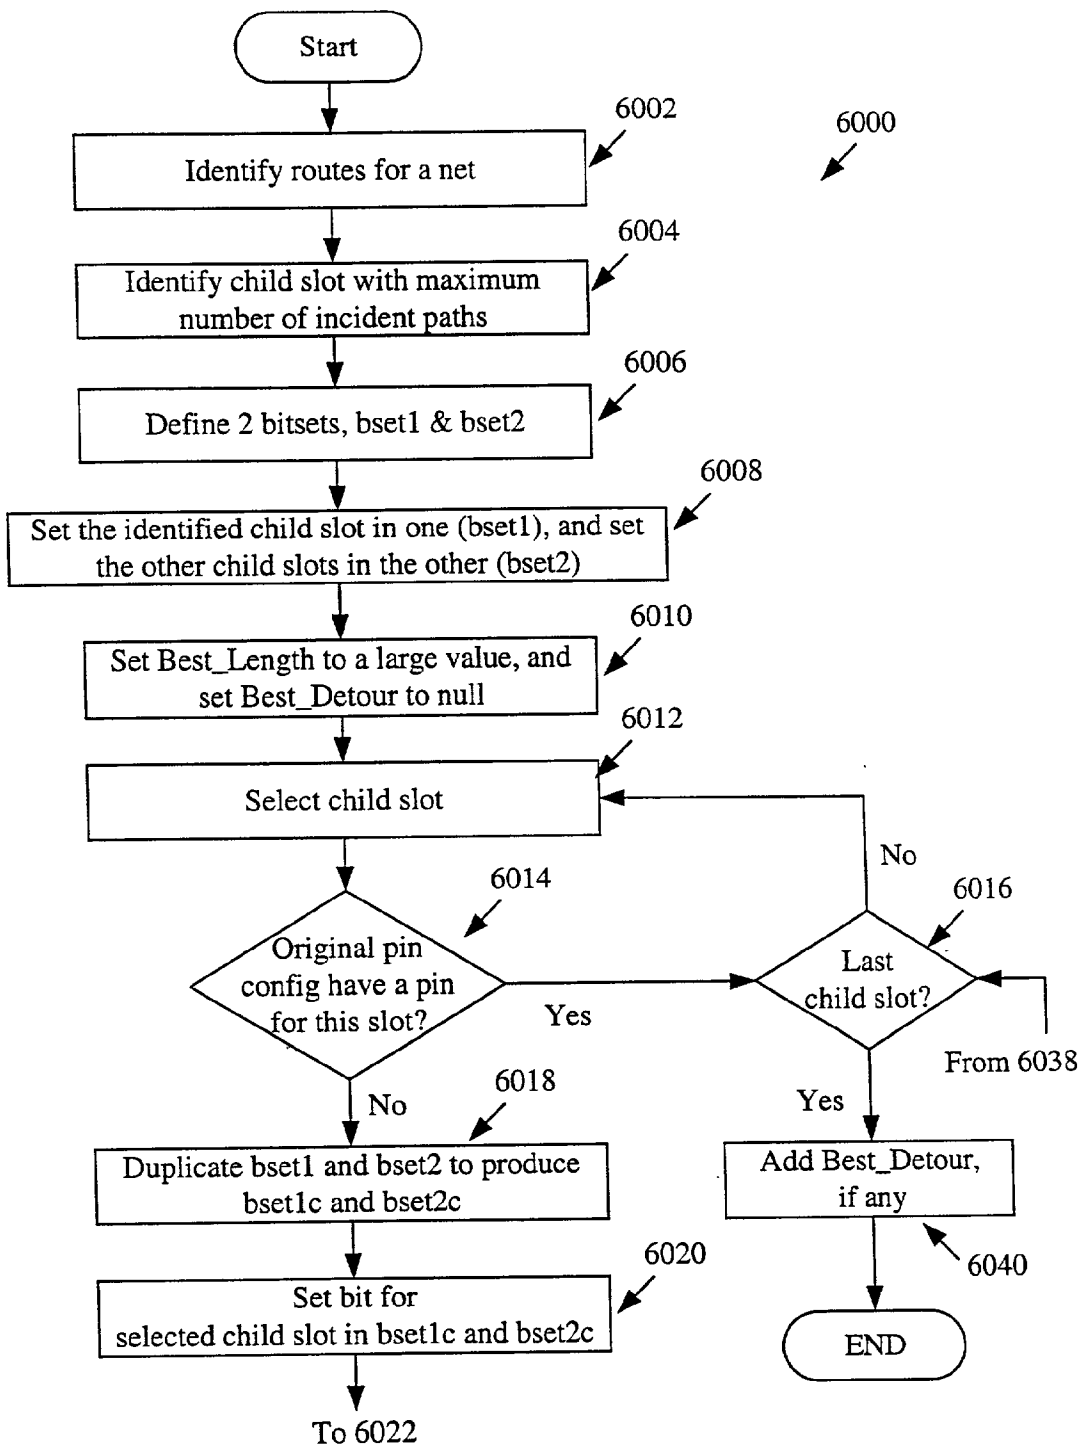 Start
6002
6000
Identify routes for a net
6004
Identify child slot with maximum
number of incident paths
6006
Define 2 bitsets, bset1 & bset2
6008
Set the identified child slot in one (bset1), and set
the other child slots in the other (bset2)
6010
Set Best_Length to a large value, and
set Best_Detour to null
6012
Select child slot
No
6014
6016
Original pin
config have a pin
for this slot?
Yes
Last
child slot?
From 6038
No
6018
Yes
Duplicate bset1 and bset2 to produce
bset1c and bset2c
Add Best_Detour,
if any
6020
6040
Set bit for
selected child slot in bset1c and bset2c
END
To 6022